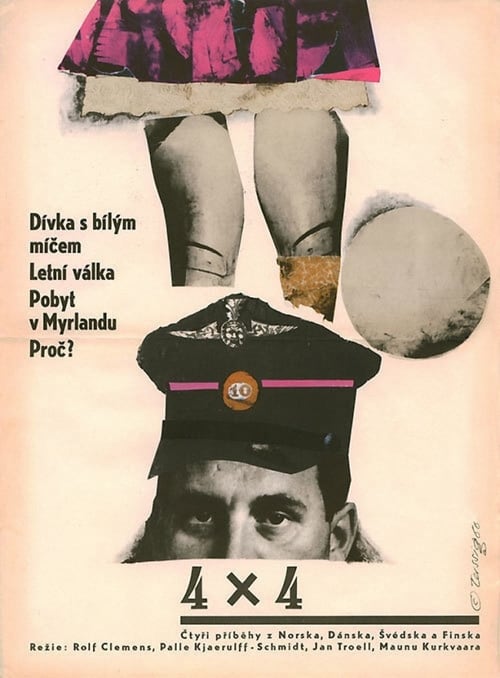 Dívka s bílým
míčem
Letní válka
Pobyt
v Myrlandu
Proč?
10
4 × 4
Čtyři příběhy z Norska, Dánska, Švédska a Finska
Režie: Rolf Clemens, Palle Kjaerulff-Schmidt, Jan Troell, Maunu Kurkvaara